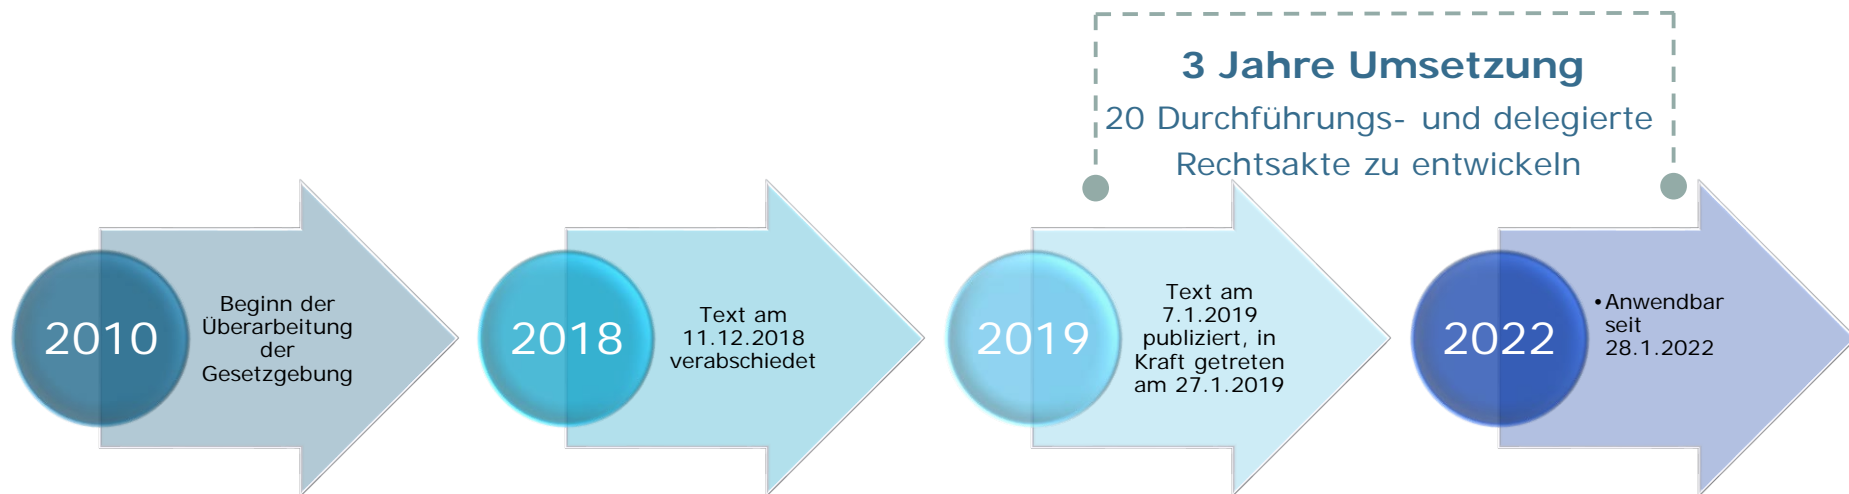 3 Jahre Umsetzung
20 Durchführungs- und delegierte
Rechtsakte zu entwickeln
2010
Beginn der
Überarbeitung
der
Gesetzgebung
2018
Text am
11.12.2018
verabschiedet
2019
Text am
7.1.2019
publiziert, in
Kraft getreten
am 27.1.2019
2022
•Anwendbar
seit
28.1.2022